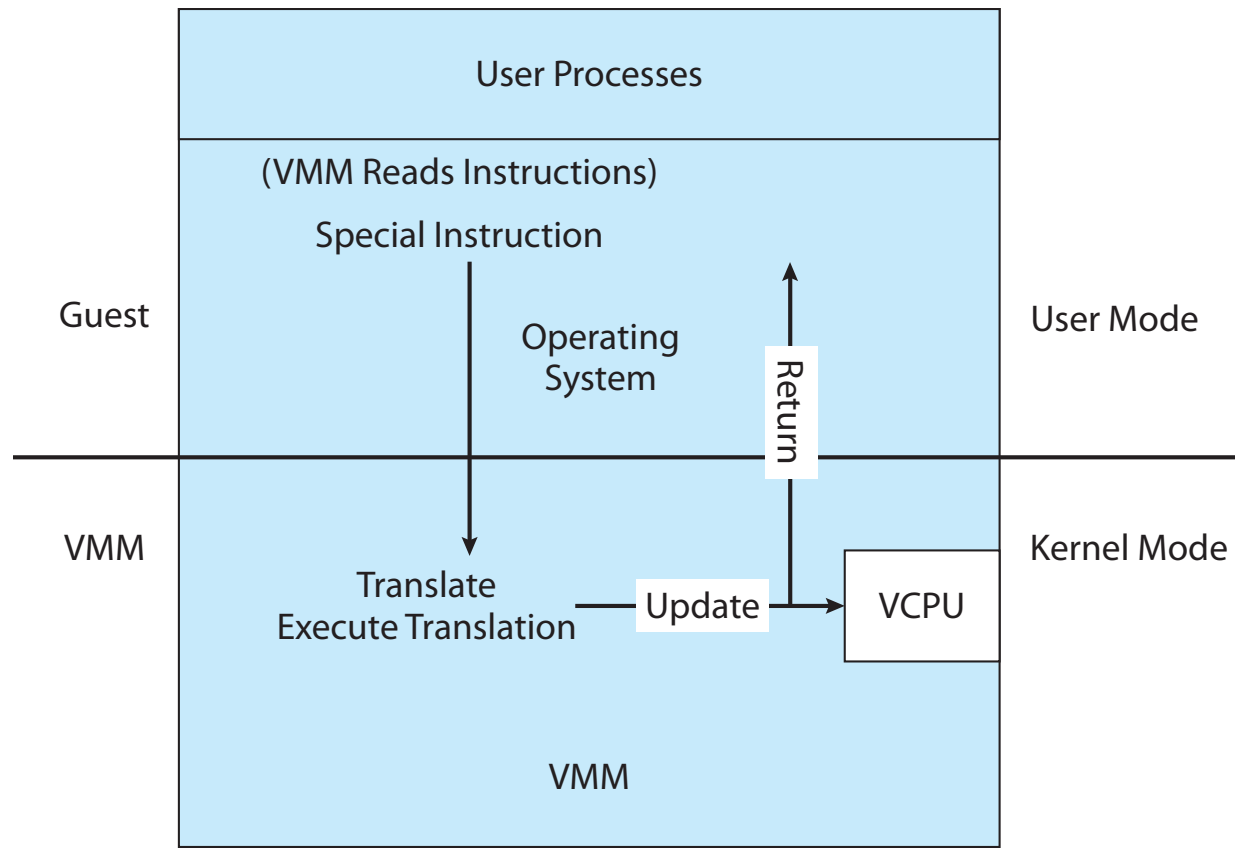 User Processes
(VMM Reads Instructions)
Special Instruction
Guest
Operating
System
Return
User Mode
VMM
Kernel Mode
Translate
Execute Translation
Update
VCPU
VMM